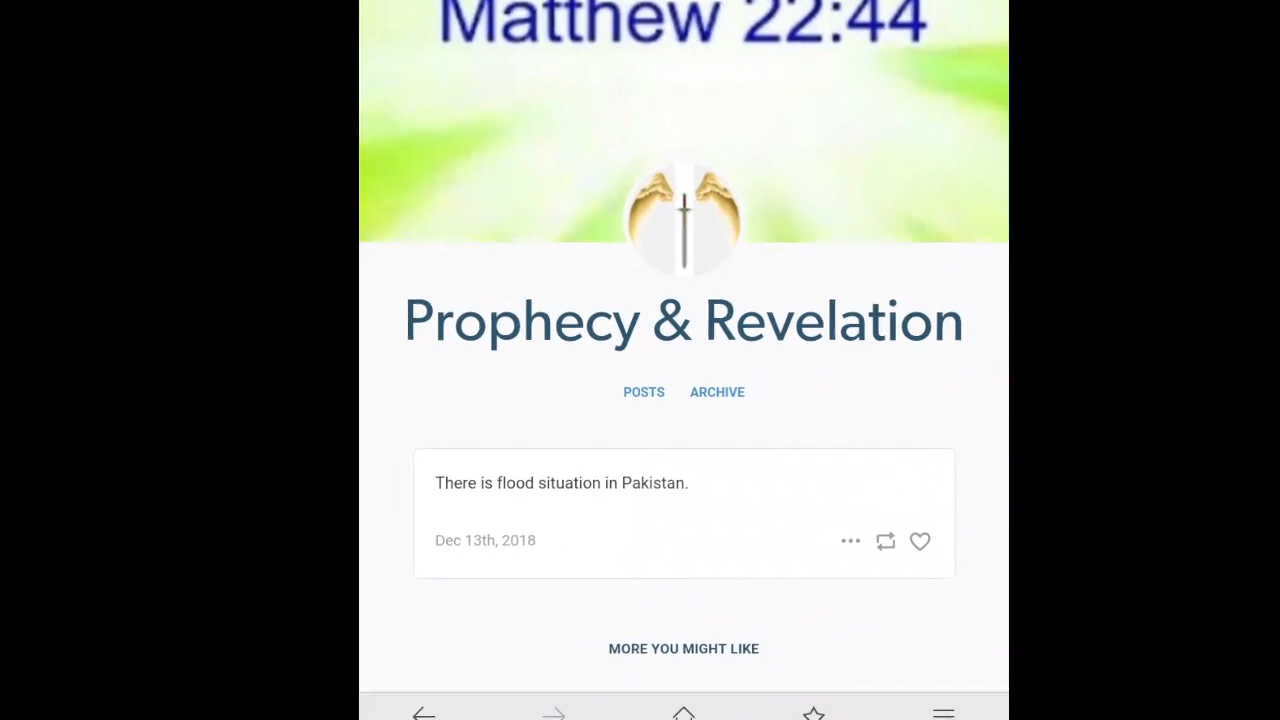 Matthew 22:44
Prophecy & Revelation
POSTS ARCHIVE
There is flood situation in Pakistan.
Dec 13th, 2018
MORE YOU MIGHT LIKE